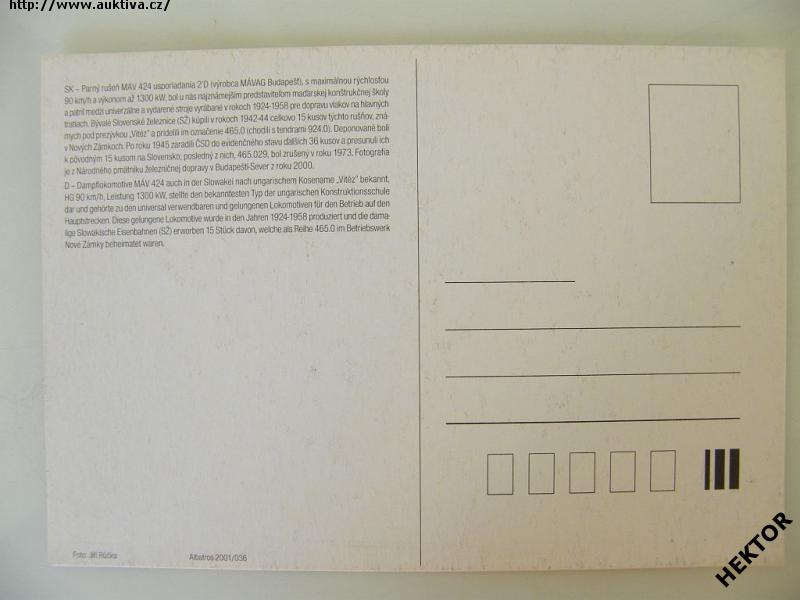 http://www.auktiva.cz/
SK – Parný rušeň MÁV 424 usporiadania 2'D (výrobca MÁVAG Budapešť), s maximálnou rýchlosťou
90 km/h a výkonom až 1300 kW, bol u nás najznámejším predstaviteľom maďarskej konštrukčnej školy
a patril medzi univerzálne a vydarené stroje vyrábané v rokoch 1924-1958 pre dopravu vlakov na hlavných
tratiach. Bývalé Slovenské železnice (SŽ) kúpili v rokoch 1942-44 celkovo 15 kusov týchto rušňov, zná-
mych pod prezývkou „Vitéz" a pridelili im označenie 465.0 (chodili s tendrami 924.0). Deponované boli
v Nových Zámkoch. Po roku 1945 zaradili ČSD do evidenčného stavu ďalších 36 kusov a presunuli ich
k pôvodným 15 kusom na Slovensko; posledný z nich, 465.029, bol zrušený v roku 1973. Fotografia
je z Národného pmätníku železničnej dopravy v Budapešti-Sever z roku 2000.
D – Dampflokomotive MÁV 424 auch in der Slowakei nach ungarischem Kosename „Vitéz" bekannt,
HG 90 km/h, Leistung 1300 kW, stellte den bekanntesten Typ der ungarischen Konstruktionsschule
dar und gehörte zu den universal verwendbaren und gelungenen Lokomotiven für den Betrieb auf den
Hauptstrecken. Diese gelungene Lokomotive wurde in den Jahren 1924-1958 produziert und die dama-
lige Slowakische Eisenbahnen (SŽ) erworben 15 Stück davon, welche als Reihe 465.0 im Betriebswerk
Nové Zámky beheimatet waren.
Foto: Jiří Růčka
Albatros 2001/036
HEKTOR